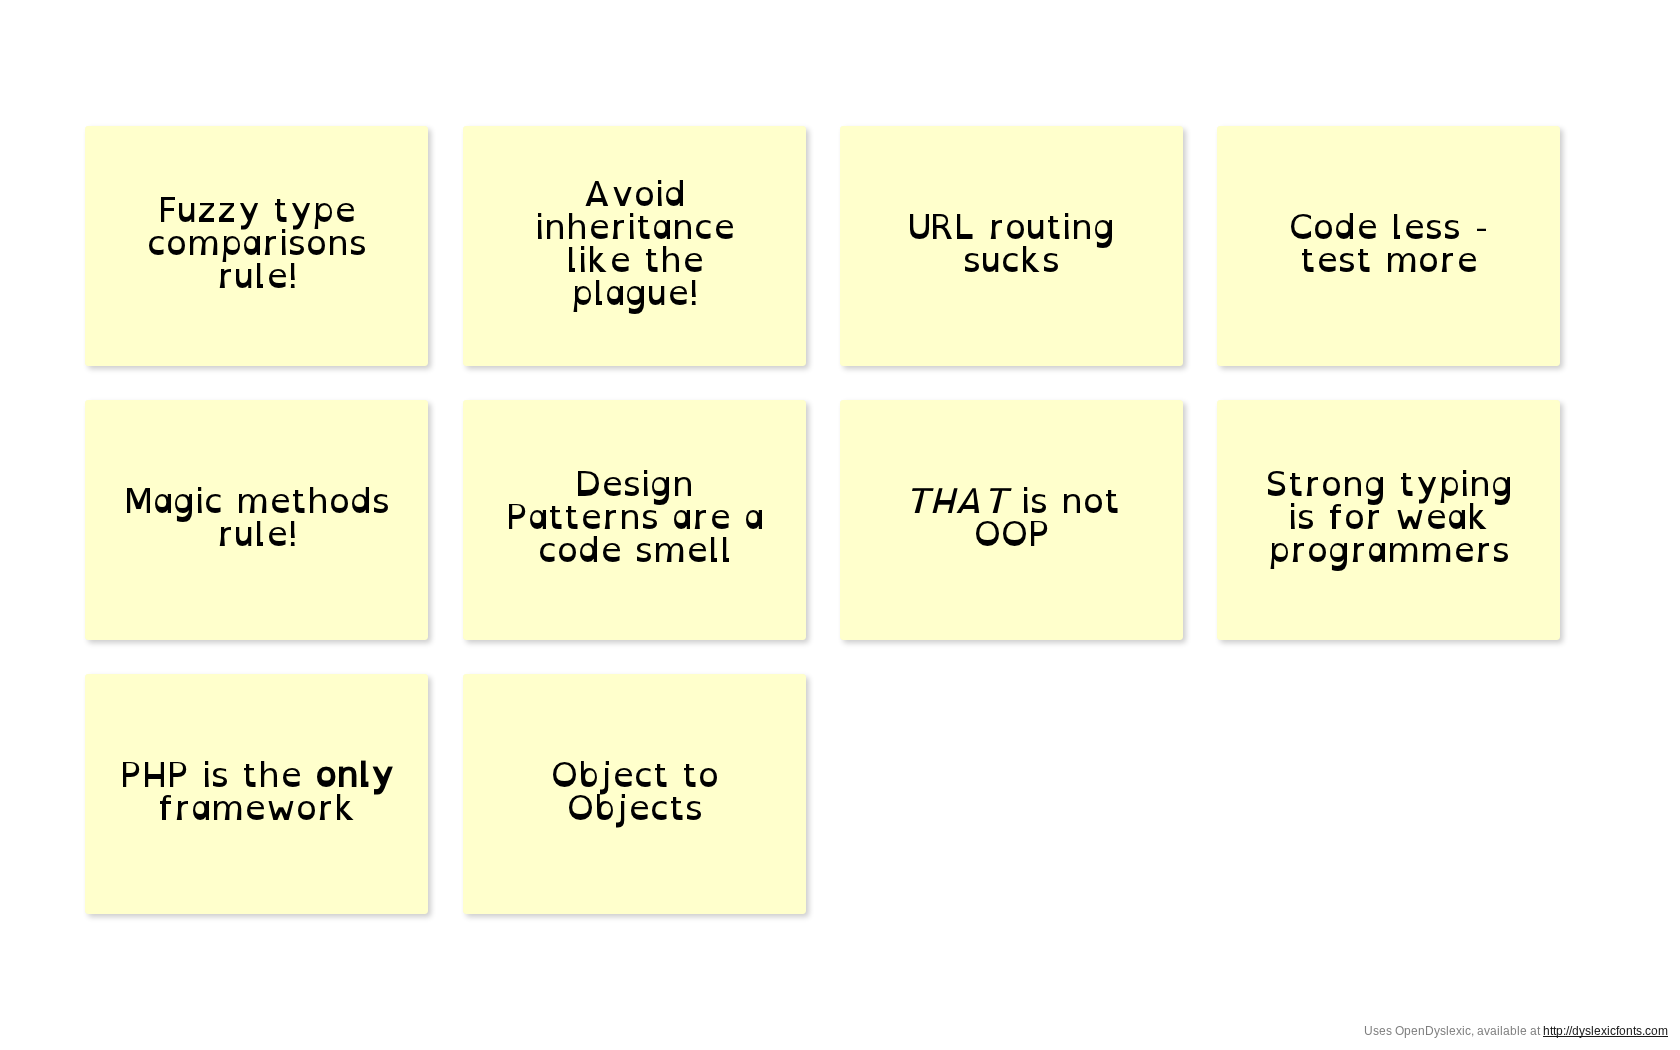 Fuzzy type
comparisons
rule!
Avoid
inheritance
like the
plague!
URL routing
sucks
Code less -
test more
Magic methods
rule!
Design
Patterns are a
code smell
THAT is not
OOP
Strong typing
is for weak
programmers
PHP is the only
framework
Object to
Objects
Uses OpenDyslexic, available at http://dyslexicfonts.com